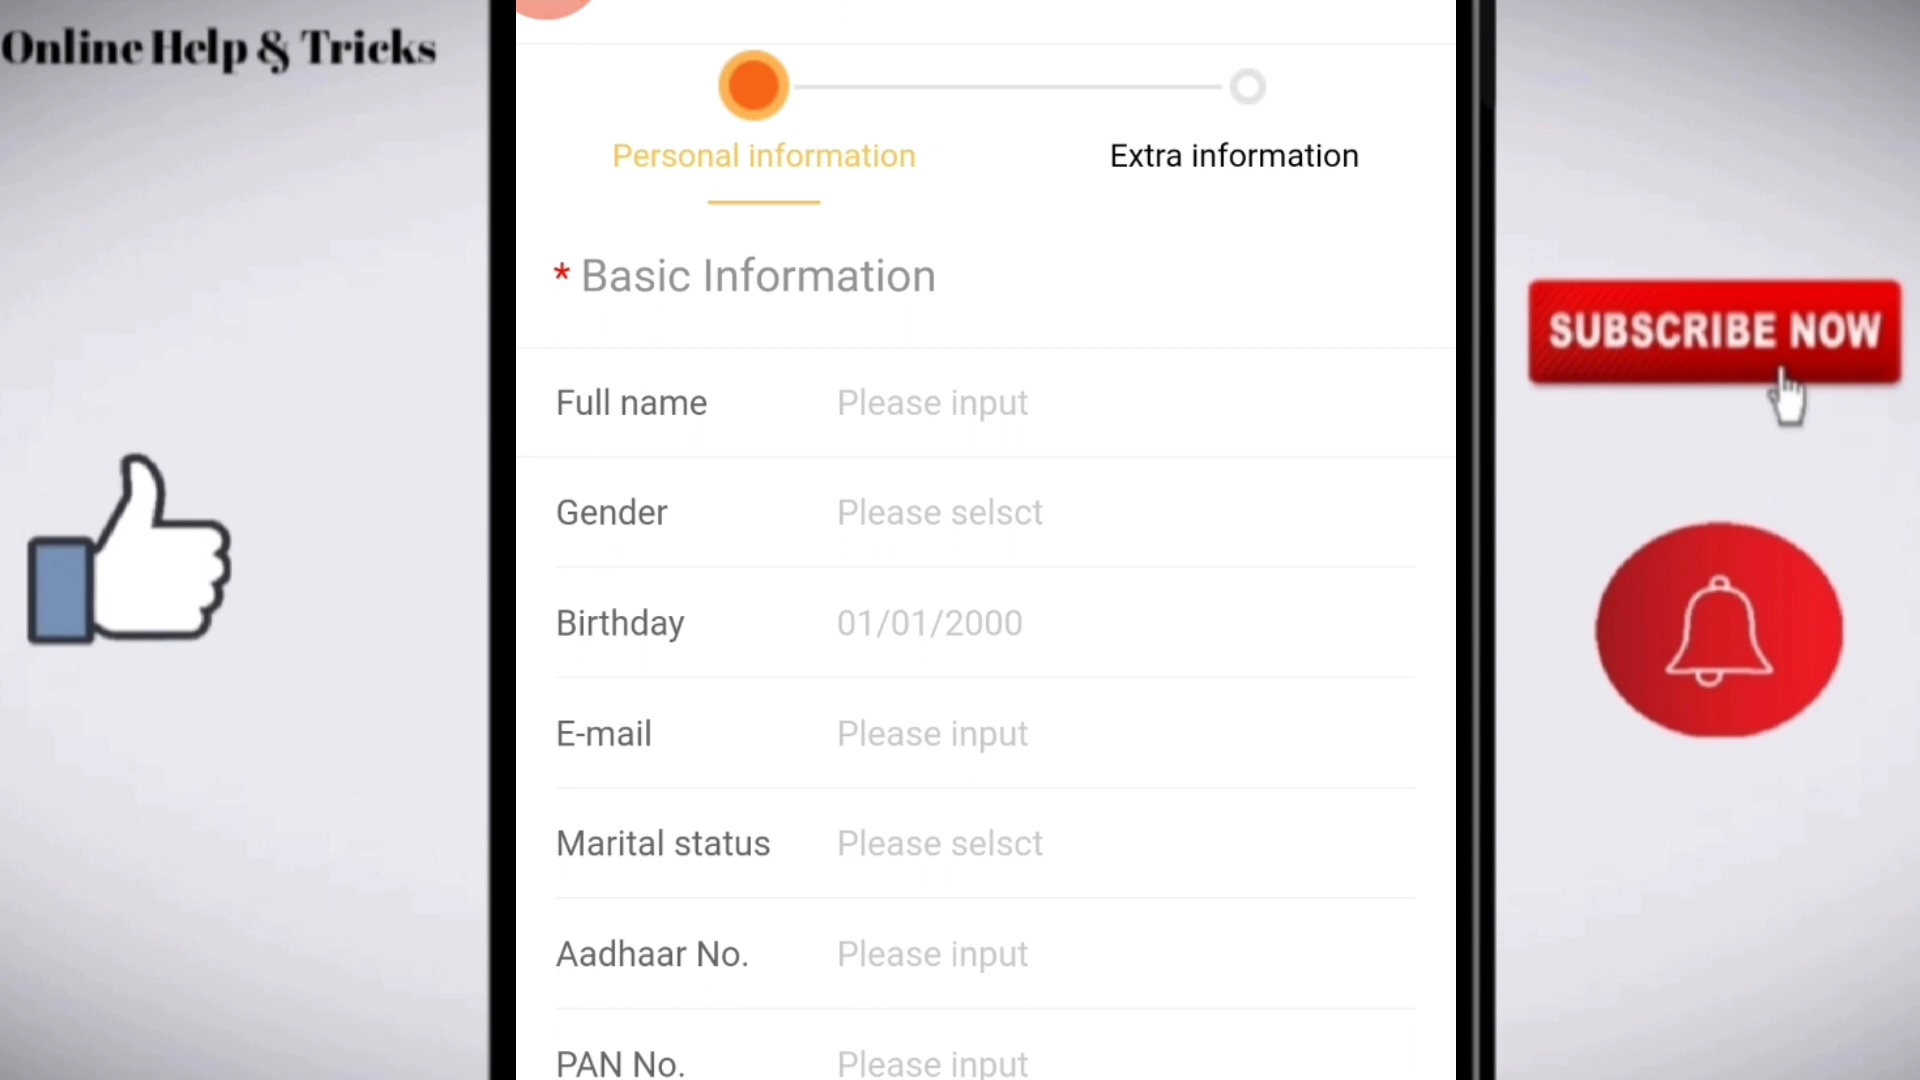 Online Help & Tricks
Personal information
Extra information
* Basic Information
Full name Please input
Gender Please selsct
Birthday 01/01/2000
E-mail Please input
Marital status Please selsct
Aadhaar No. Please input
PAN No. Please input
SUBSCRIBE NOW